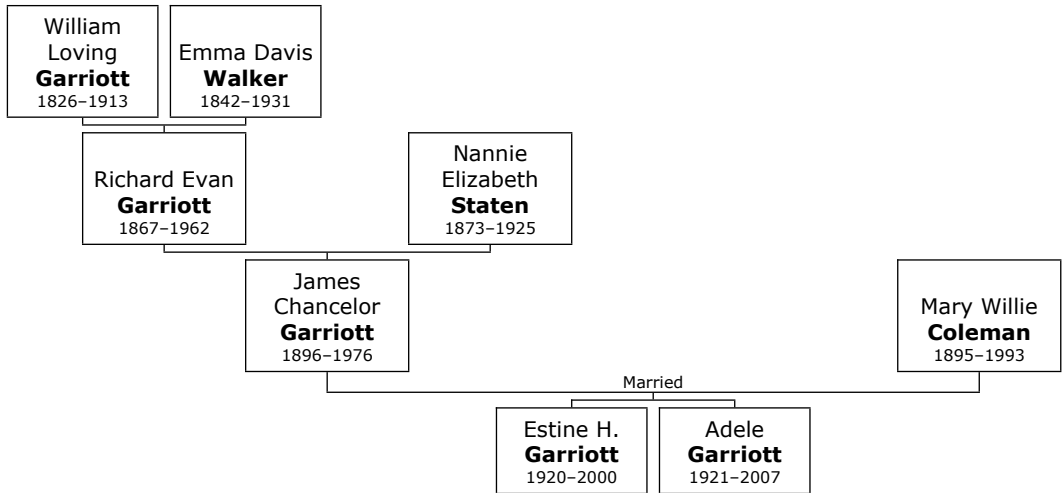 William
Loving
Garriott
1826–1913
Emma Davis
Walker
1842–1931
Richard Evan
Garriott
1867–1962
Nannie
Elizabeth
Staten
1873–1925
James
Chancelor
Garriott
1896–1976
Mary Willie
Coleman
1895–1993
Married
Estine H.
Garriott
1920–2000
Adele
Garriott
1921–2007